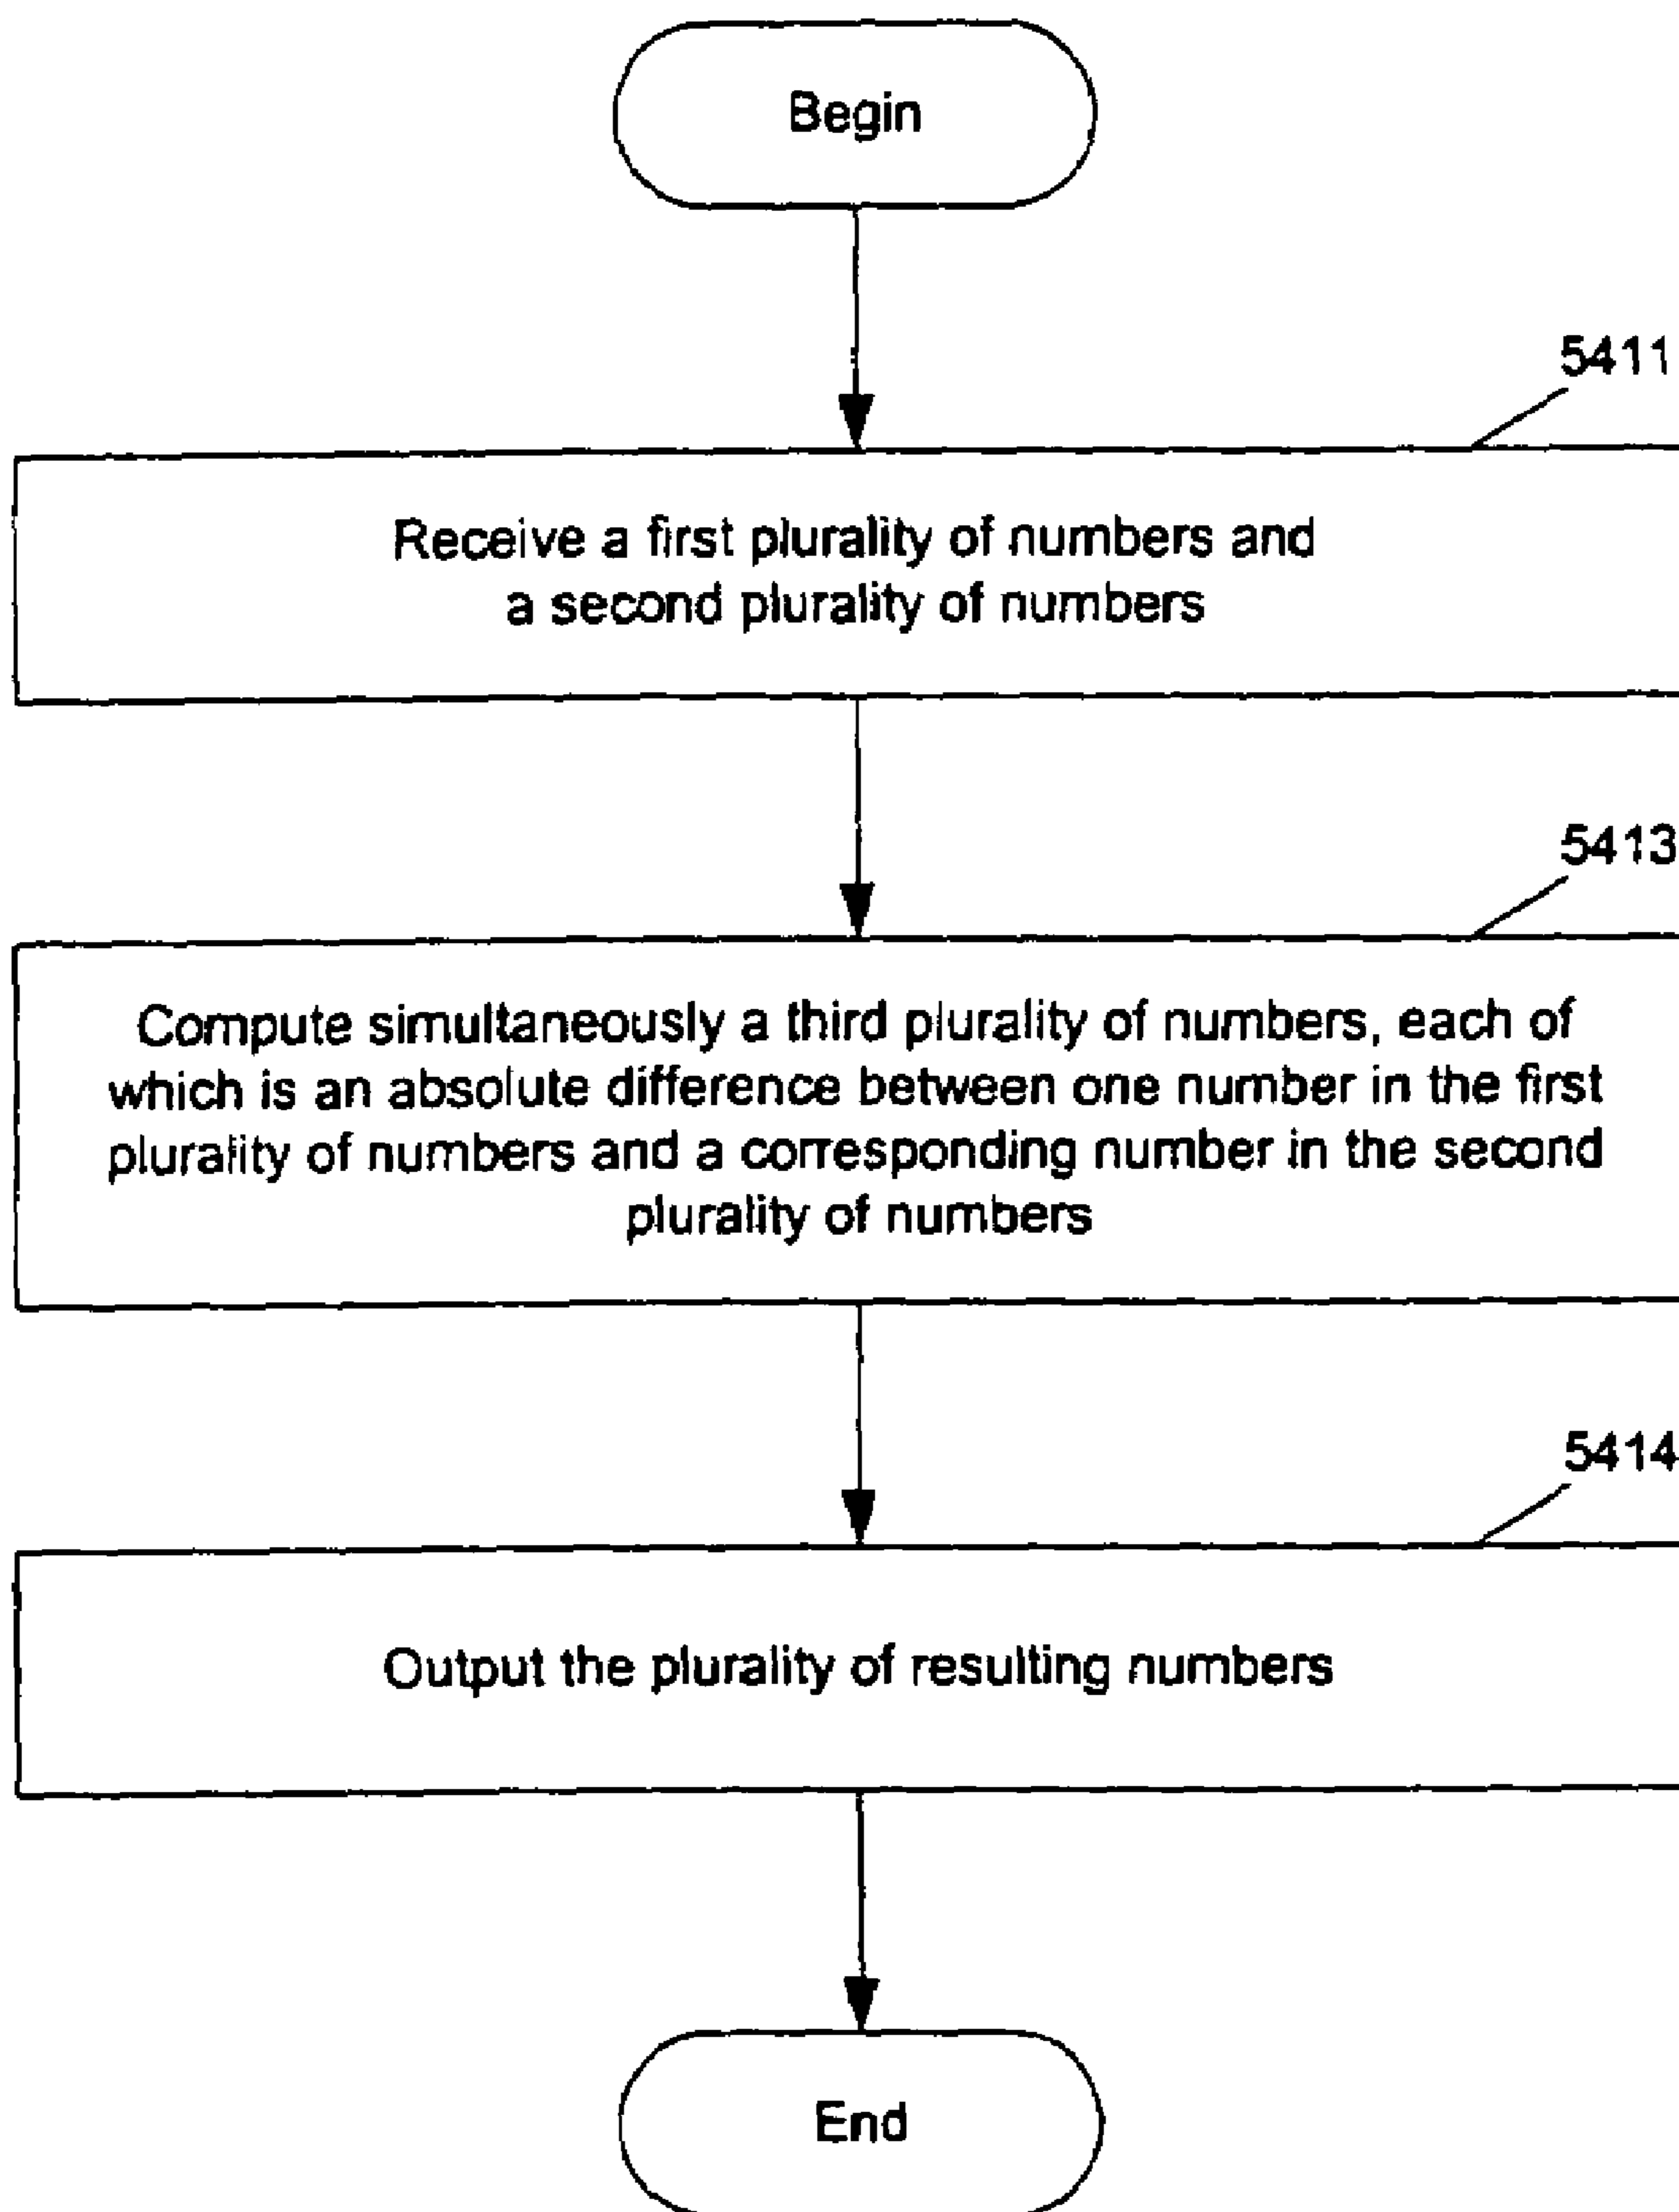 Begin
5411
Receive a first plurality of numbers and
a second plurality of numbers
5413
Compute simultaneously a third plurality of numbers, each of
which is an absolute difference between one number in the first
plurality of numbers and a corresponding number in the second
plurality of numbers
5414
Output the plurality of resulting numbers
End